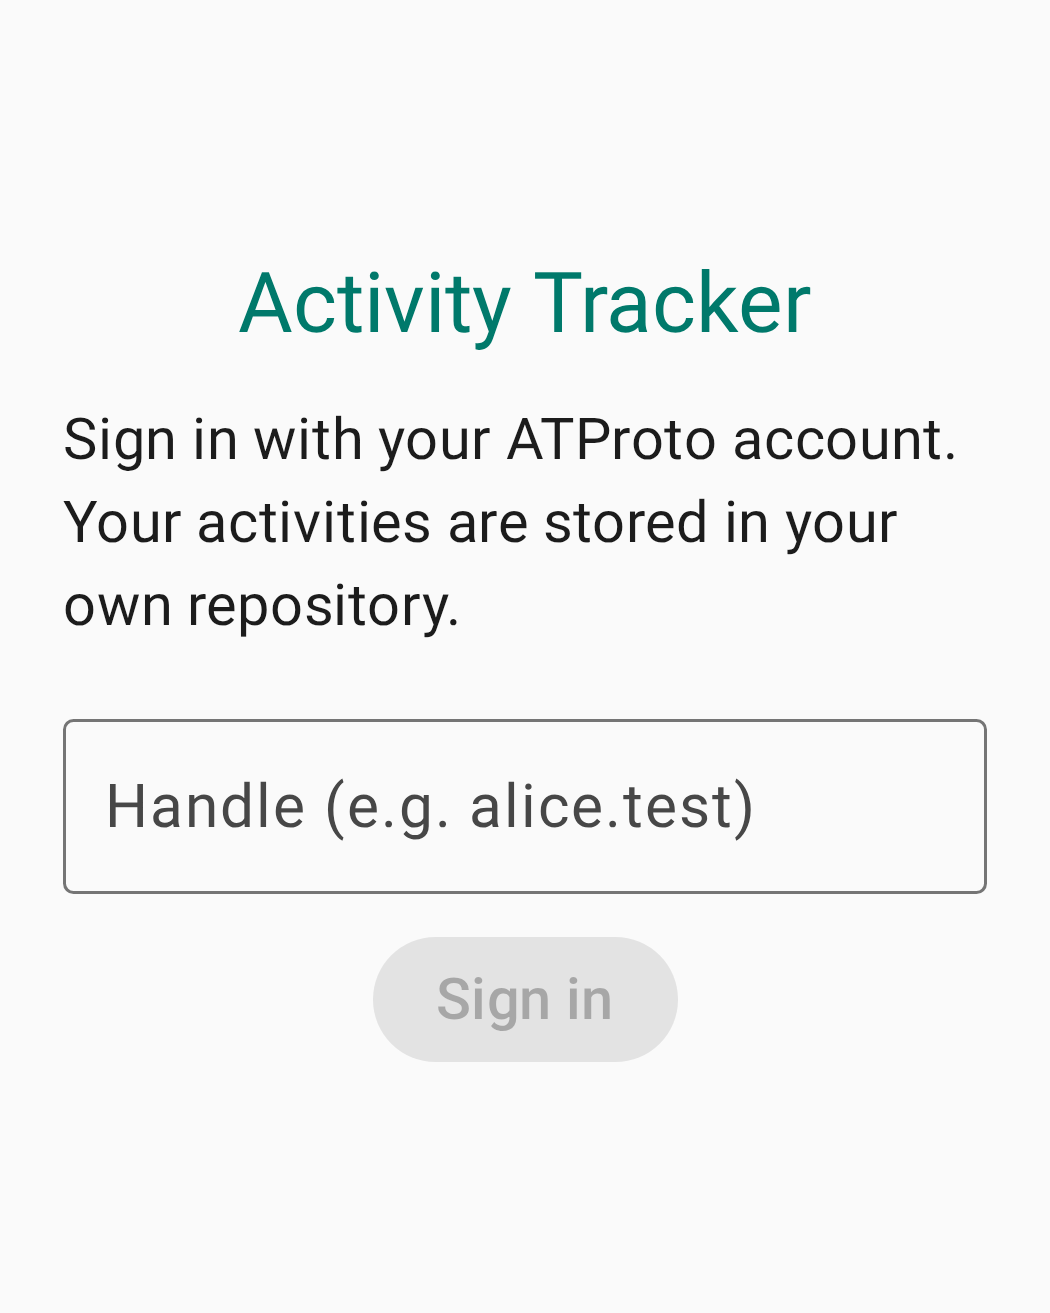 Activity Tracker
Sign in with your ATProto account.
Your activities are stored in your
own repository.
Handle (e.g. alice.test)
Sign in